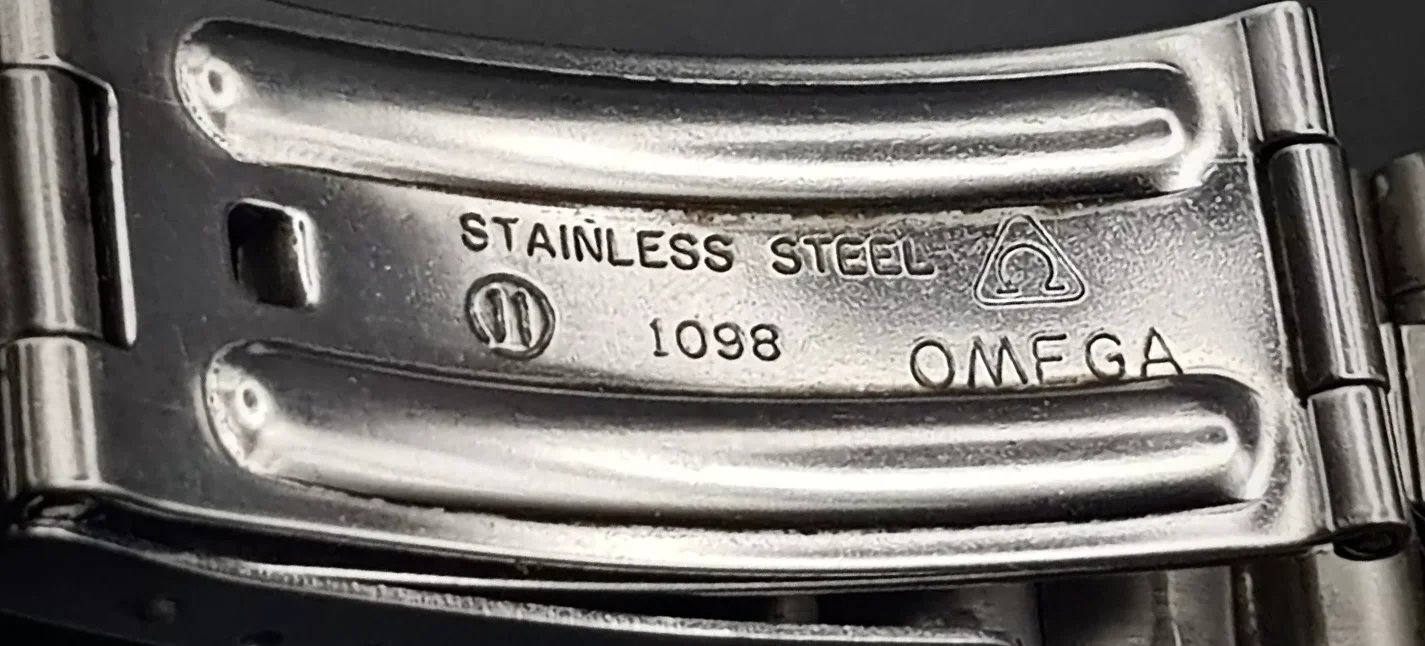 STAINLESS STEEL Ω
11 1098
OMEGA